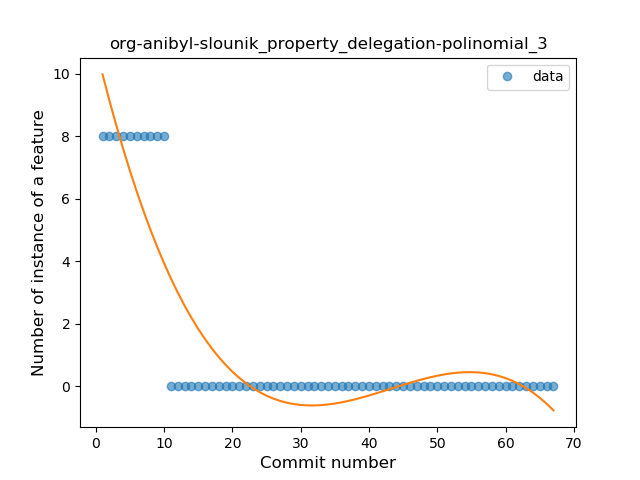 org-anibyl-slounik_property_delegation-polinomial_3
data
Number of instance of a feature
10
8
6
4
2
0
0 10 20 30 40 50 60 70
Commit number